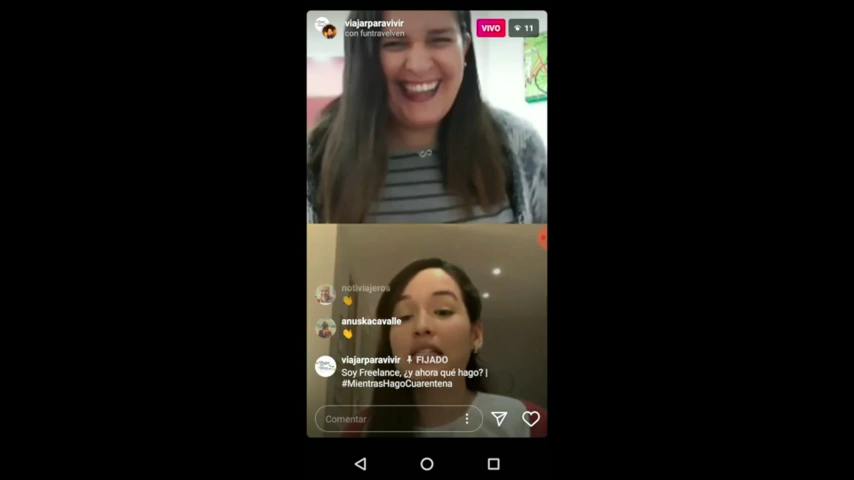 viajarparavivir
con funtravelven
VIVO
11
notiviajeros
anuskacavalle
viajarparavivir FIJADO
Soy Freelance, ¿y ahora qué hago? |
#MientrasHagoCuarentena
Comentar